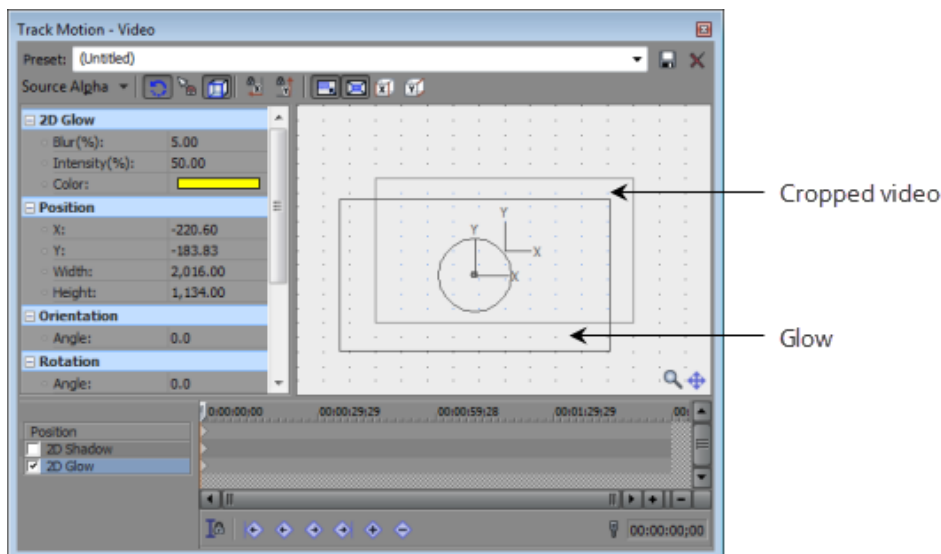 Track Motion - Video
Preset: (Untitled)
Source Alpha
2D Glow
Blur(%): 5.00
Intensity(%): 50.00
Color:
Position
X: -220.60
Y: -183.83
Width: 2,016.00
Height: 1,134.00
Orientation
Angle: 0.0
Rotation
Angle: 0.0
Y
Y
X
X
Cropped video
Glow
0:00:00;00 00:00:29;29 00:00:59;28 00:01:29;29 00:
Position
2D Shadow
2D Glow
00:00:00;00